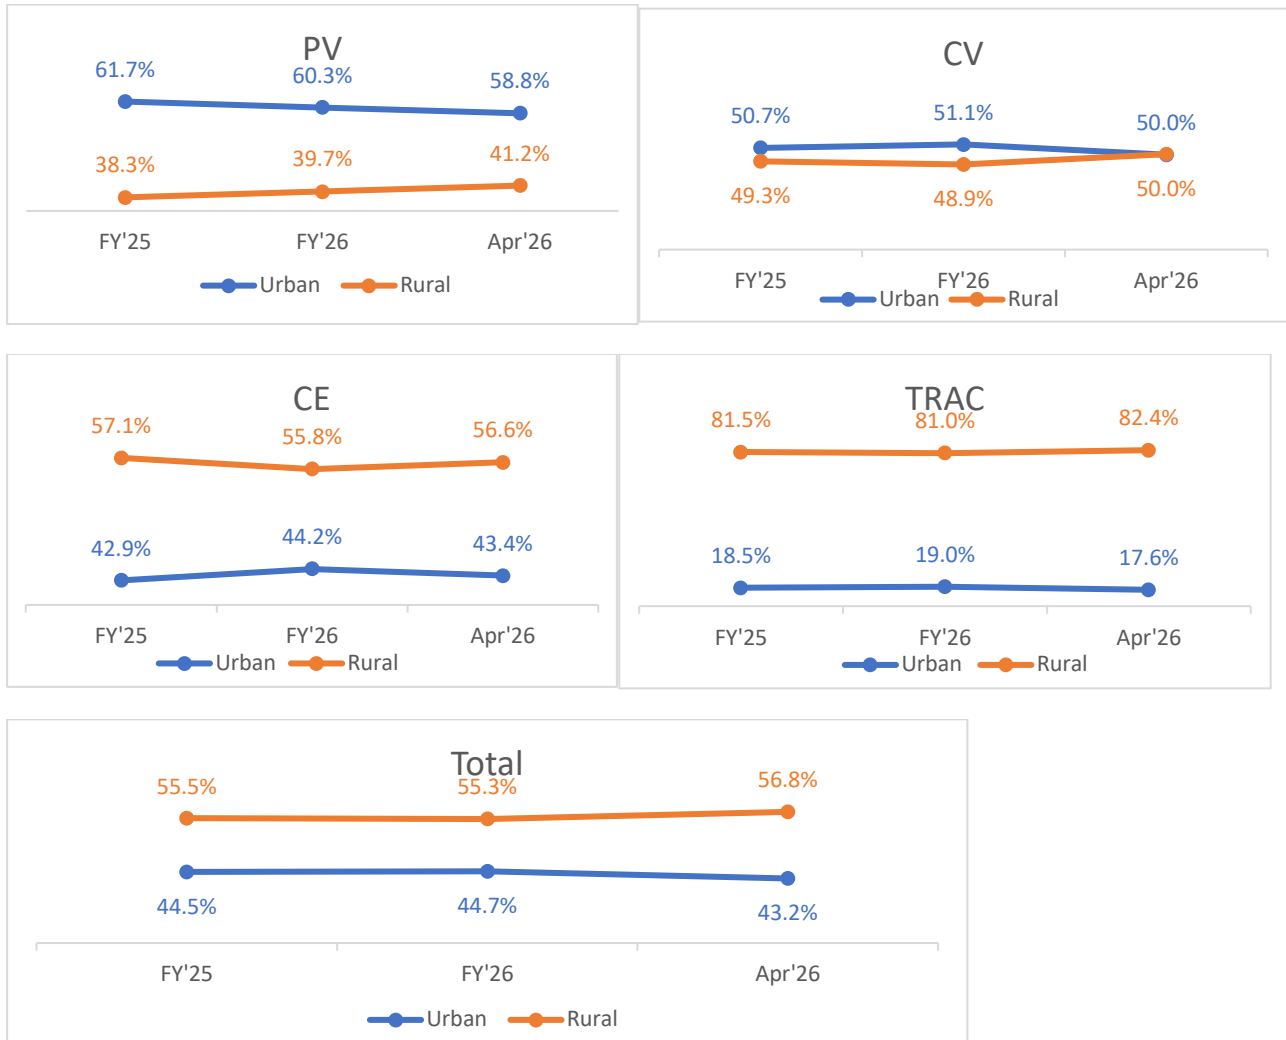 PV
61.7% 60.3% 58.8%
38.3% 39.7% 41.2%
FY'25 FY'26 Apr'26
Urban Rural
CV
50.7% 51.1% 50.0%
49.3% 48.9% 50.0%
FY'25 FY'26 Apr'26
Urban Rural
CE
57.1% 55.8% 56.6%
42.9% 44.2% 43.4%
FY'25 FY'26 Apr'26
Urban Rural
TRAC
81.5% 81.0% 82.4%
18.5% 19.0% 17.6%
FY'25 FY'26 Apr'26
Urban Rural
Total
55.5% 55.3% 56.8%
44.5% 44.7% 43.2%
FY'25 FY'26 Apr'26
Urban Rural